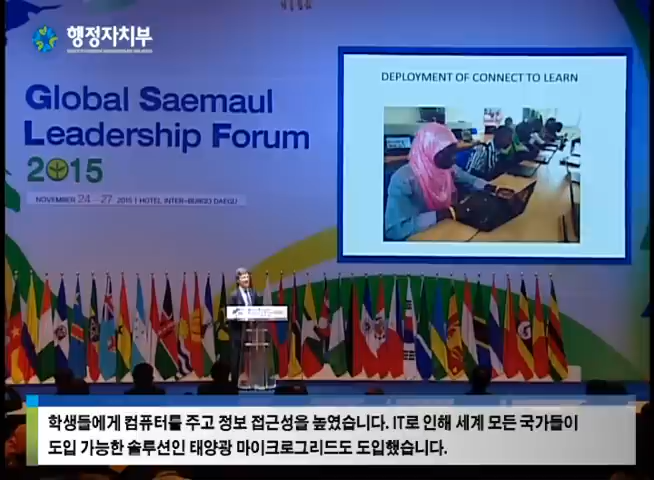 행정자치부
Global Saemaul
Leadership Forum
2015
NOVEMBER 24-27 2015 | HOTEL INTER-BURGO DAEGU
DEPLOYMENT OF CONNECT TO LEARN
학생들에게 컴퓨터를 주고 정보 접근성을 높였습니다. IT로 인해 세계 모든 국가들이
도입 가능한 솔루션인 태양광 마이크로그리드도 도입했습니다.